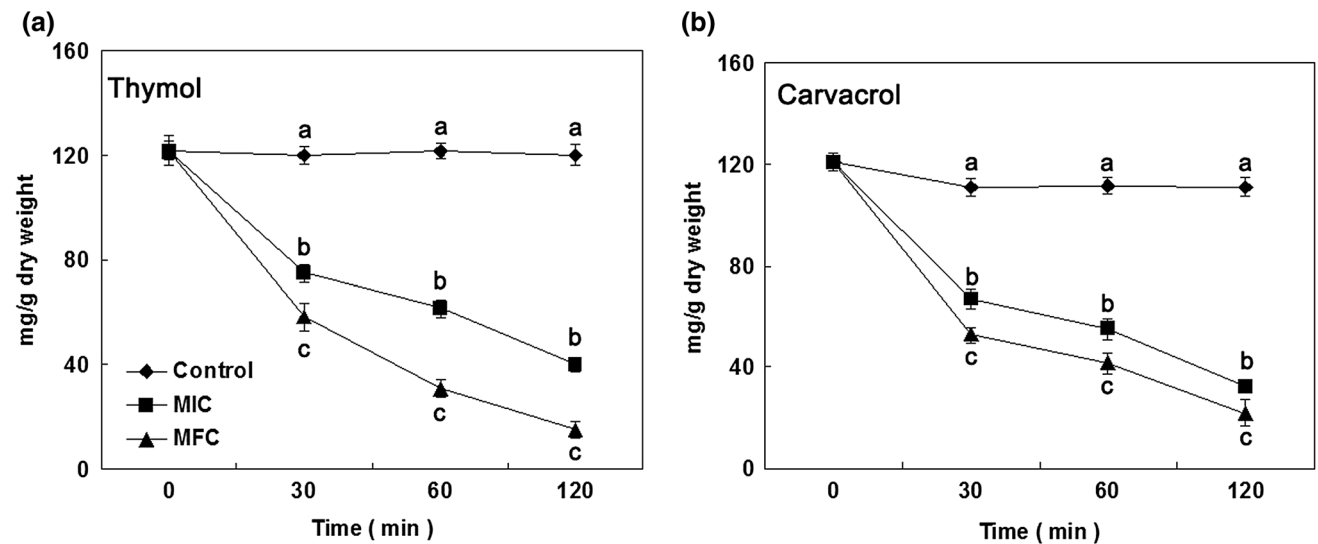 (a)
160
120
80
40
0
mg/g dry weight
Thymol
a
a
a
b
b
b
c
c
c
Control
MIC
MFC
0 30 60 120
Time ( min )
(b)
160
120
80
40
0
mg/g dry weight
Carvacrol
a
a
a
b
b
b
c
c
c
0 30 60 120
Time ( min )